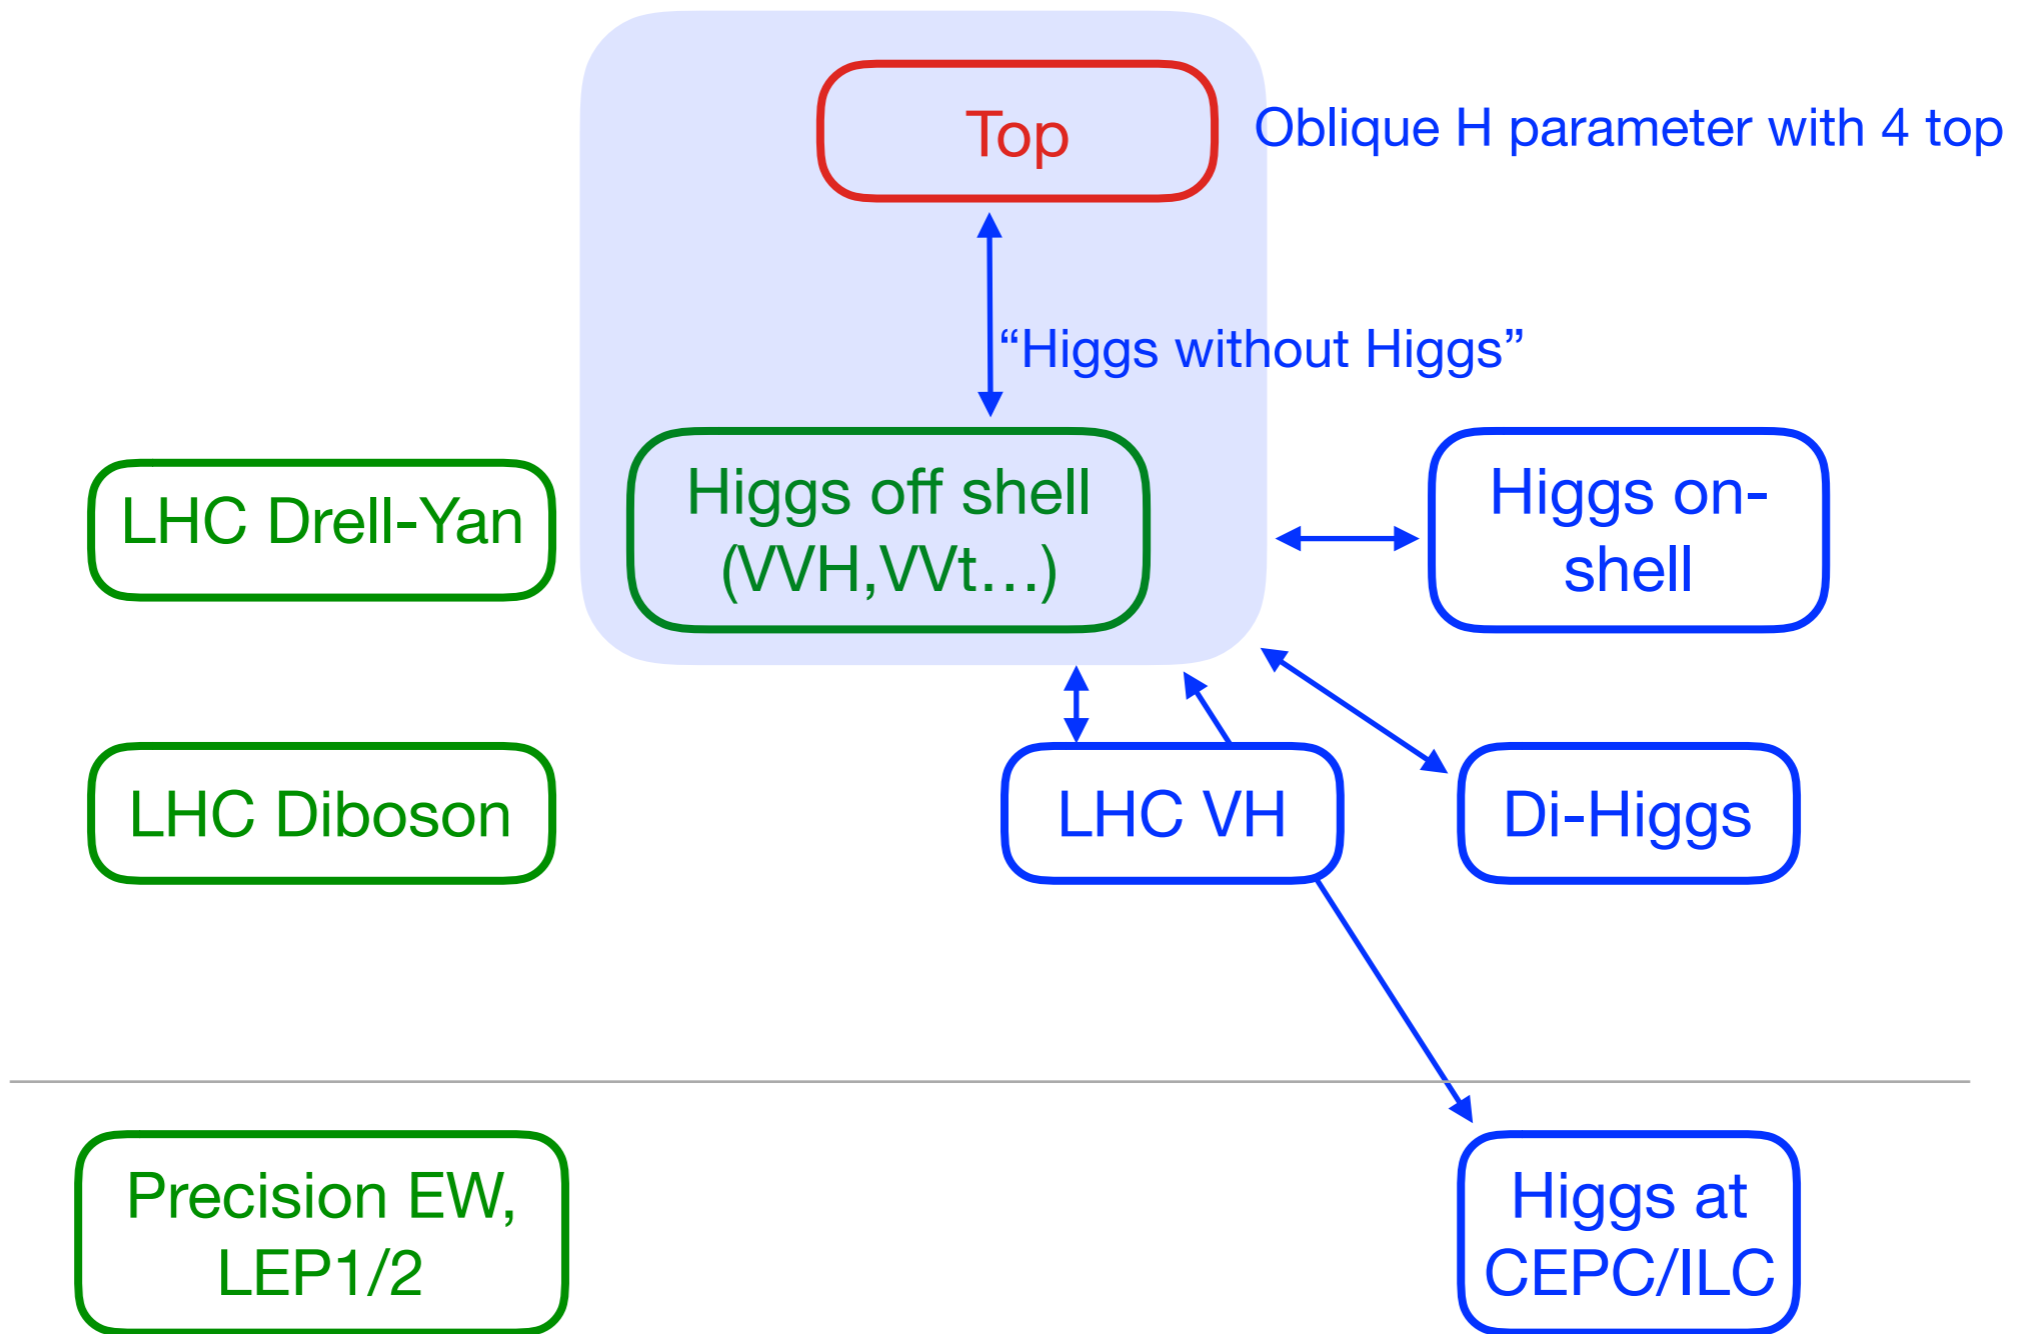 Top
Oblique H parameter with 4 top
“Higgs without Higgs”
LHC Drell-Yan
Higgs off shell
(VVH,VVt…)
Higgs on-
shell
LHC Diboson
LHC VH
Di-Higgs
Precision EW,
LEP1/2
Higgs at
CEPC/ILC